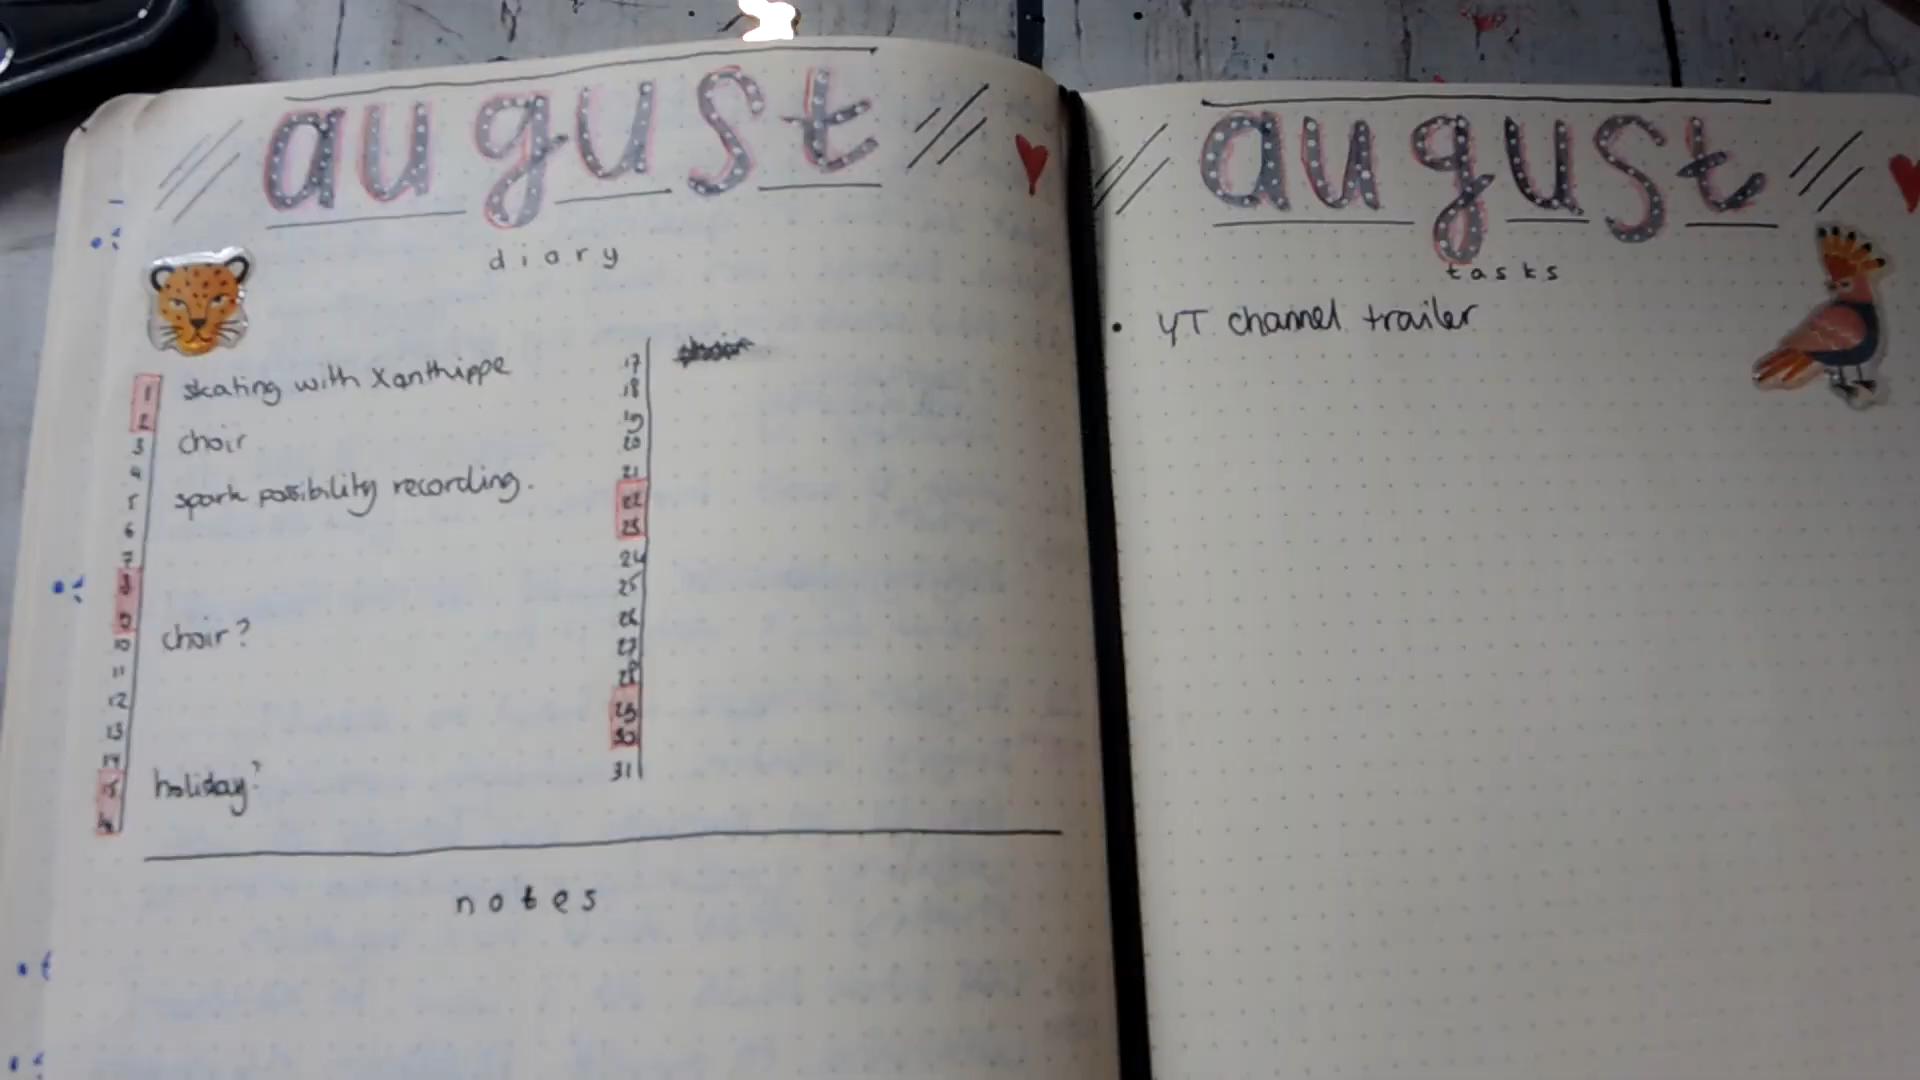 august
diary
1 skating with Xanthippe
2
3 choir
4
5 spark possibility recording.
6
7
8
9
10 choir?
11
12
13
14
15 holiday?
16
17
18
19
20
21
22
23
24
25
26
27
28
29
30
31
notes
august
tasks
• YT channel trailer